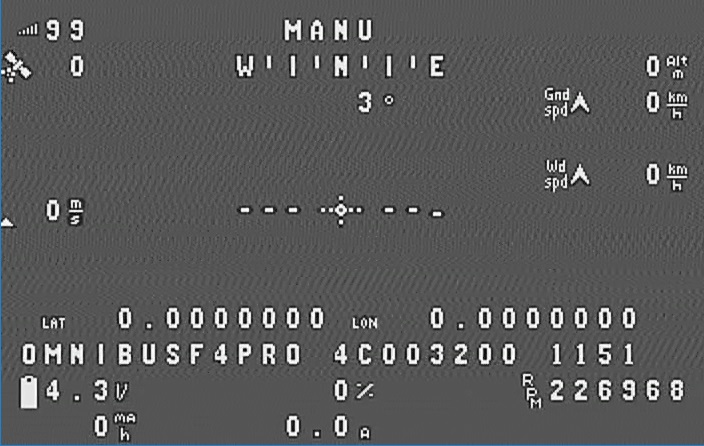 99 MANU
0 W'I'N'I'E 0 Alt m
3° Gnd spd 0 km/h
Wd spd 0 km/h
0 m/s
LAT 0.0000000 LON 0.0000000
OMNIBUSF4PRO 4C003200 1151
4.3V 0% RPM 226968
0 mA/h 0.0A